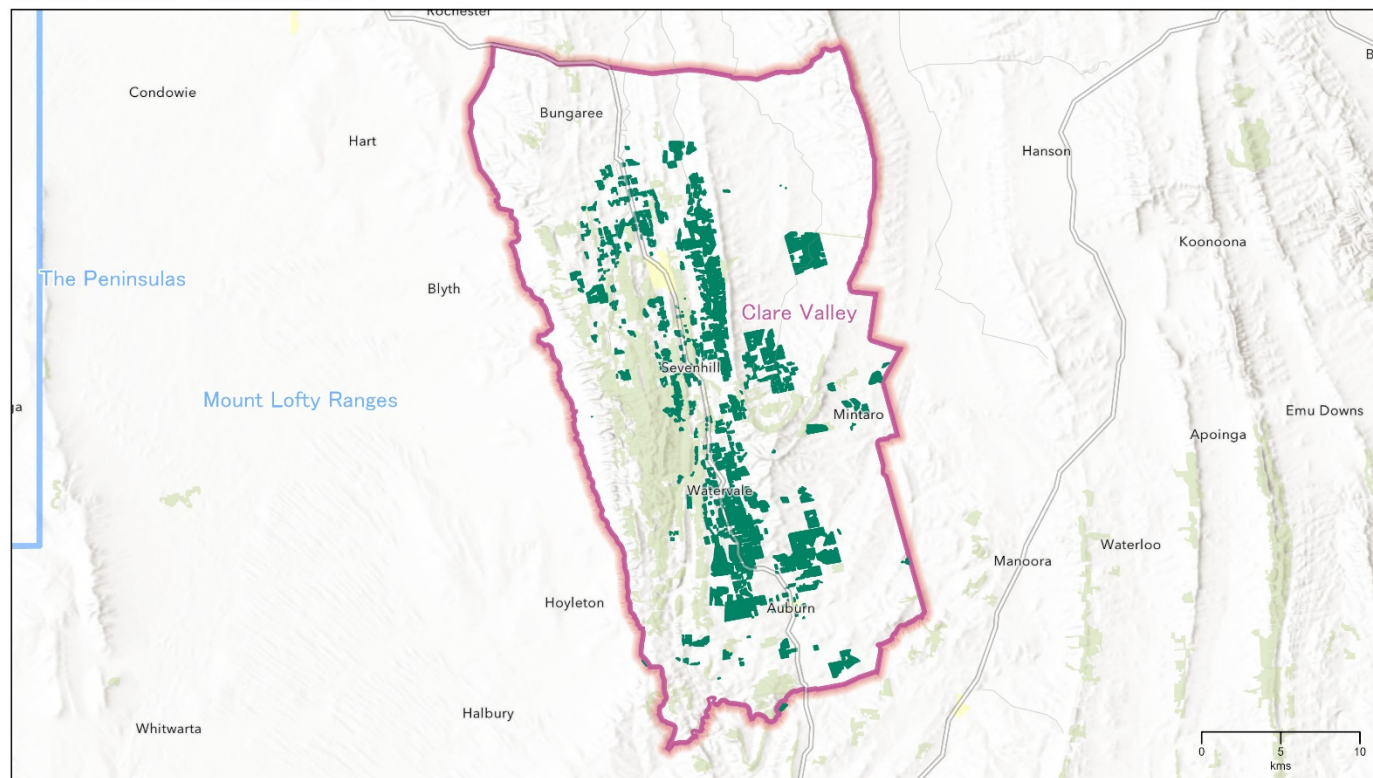 Rochester
B
Condowie
Bungaree
Hart
Hanson
Koonoona
The Peninsulas
Blyth
Clare Valley
Sevenhill
Mount Lofty Ranges
ga
Mintaro
Emu Downs
Apoinga
Watervale
Waterloo
Manoora
Hoyleton
Auburn
Halbury
Whitwarta
0 5 10
kms